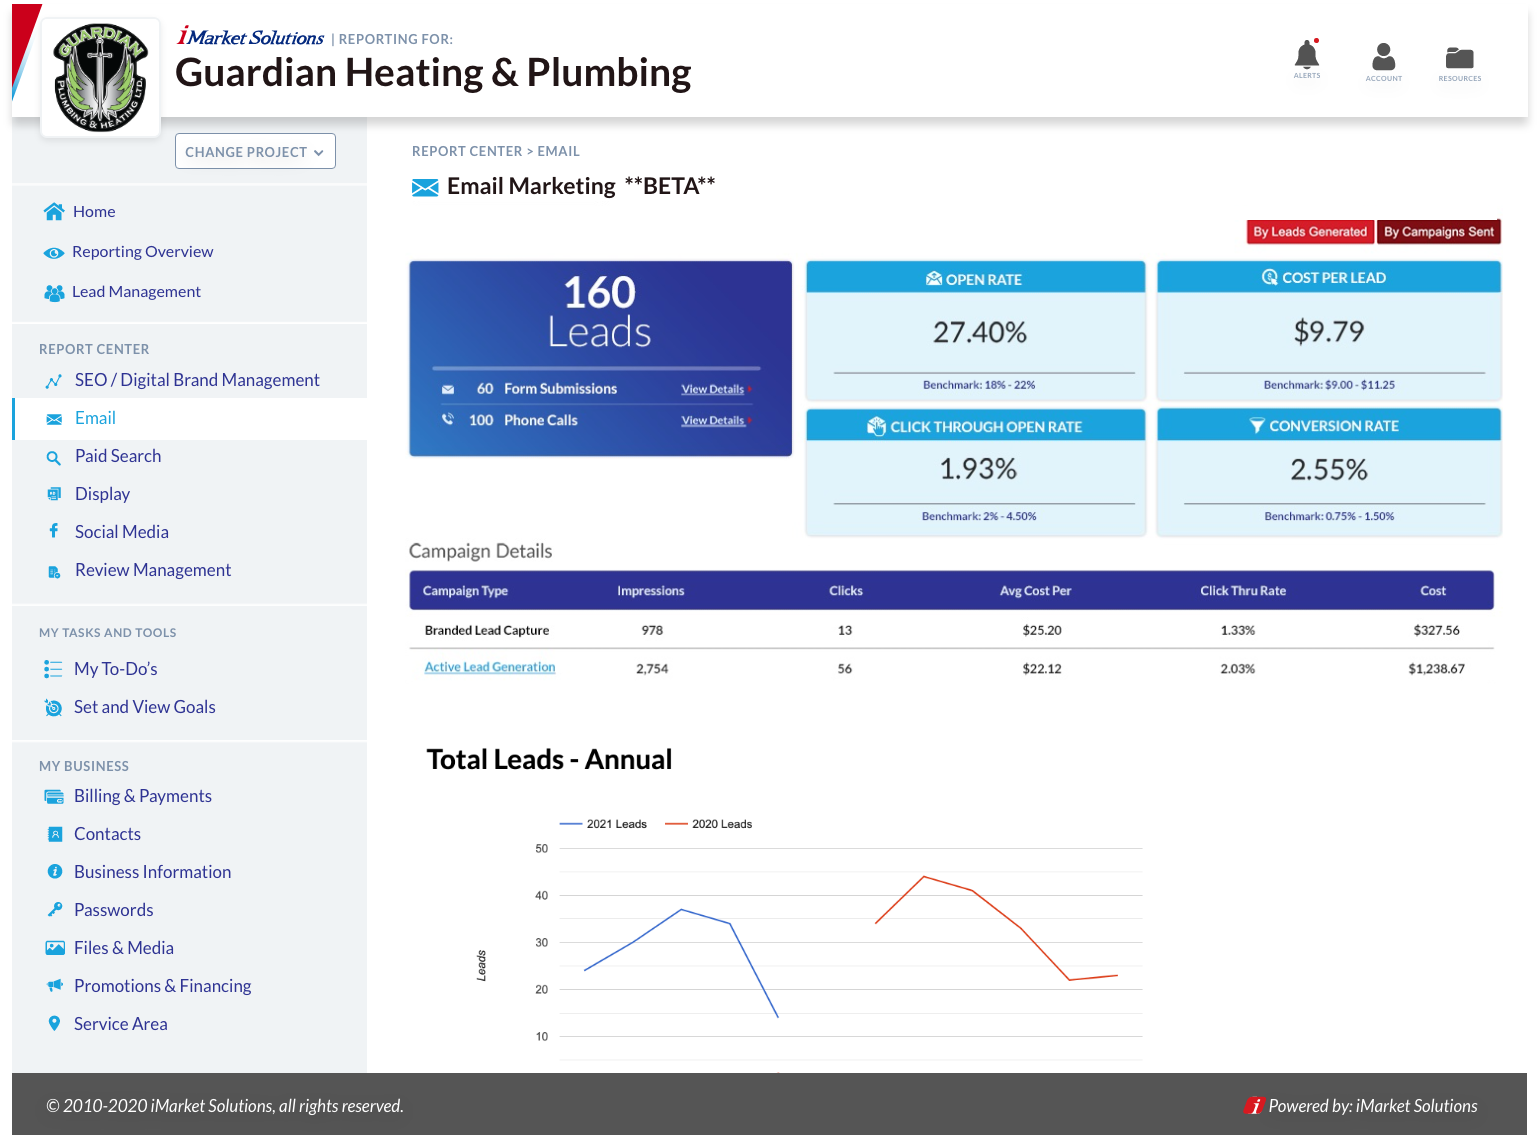 GUARDIAN
PLUMBING & HEATING LTD.
iMarket Solutions | REPORTING FOR:
Guardian Heating & Plumbing
ALERTS
ACCOUNT
RESOURCES
CHANGE PROJECT
Home
Reporting Overview
Lead Management
REPORT CENTER
SEO / Digital Brand Management
Email
Paid Search
Display
Social Media
Review Management
MY TASKS AND TOOLS
My To-Do's
Set and View Goals
MY BUSINESS
Billing & Payments
Contacts
Business Information
Passwords
Files & Media
Promotions & Financing
Service Area
REPORT CENTER > EMAIL
Email Marketing **BETA**
By Leads Generated By Campaigns Sent
160
Leads
60 Form Submissions View Details
100 Phone Calls View Details
OPEN RATE
27.40%
Benchmark: 18% - 22%
COST PER LEAD
$9.79
Benchmark: $9.00 - $11.25
CLICK THROUGH OPEN RATE
1.93%
Benchmark: 2% - 4.50%
CONVERSION RATE
2.55%
Benchmark: 0.75% - 1.50%
Campaign Details
Campaign Type Impressions Clicks Avg Cost Per Click Thru Rate Cost
Branded Lead Capture 978 13 $25.20 1.33% $327.56
Active Lead Generation 2,754 56 $22.12 2.03% $1,238.67
Total Leads - Annual
2021 Leads 2020 Leads
50
40
30
20
10
Leads
© 2010-2020 iMarket Solutions, all rights reserved.
i Powered by: iMarket Solutions